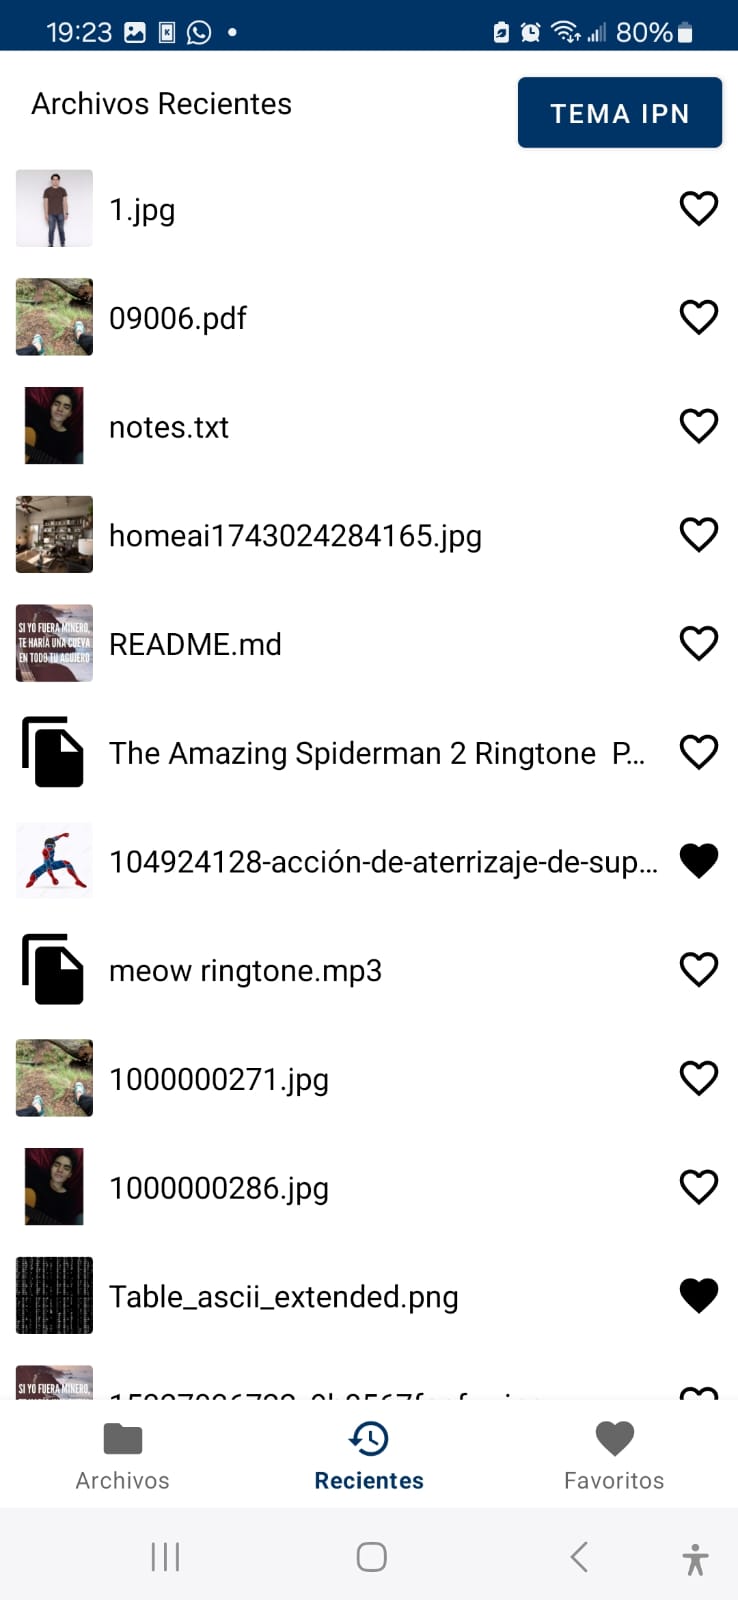 19:23
80%
Archivos Recientes
TEMA IPN
1.jpg
09006.pdf
notes.txt
homeai1743024284165.jpg
SI YO FUERA MINERO,
TE HARÍA UNA CUEVA
EN TODO TU AGUJERO
README.md
The Amazing Spiderman 2 Ringtone P...
104924128-acción-de-aterrizaje-de-sup...
meow ringtone.mp3
1000000271.jpg
1000000286.jpg
Table_ascii_extended.png
SI YO FUERA MINERO,
Archivos
Recientes
Favoritos